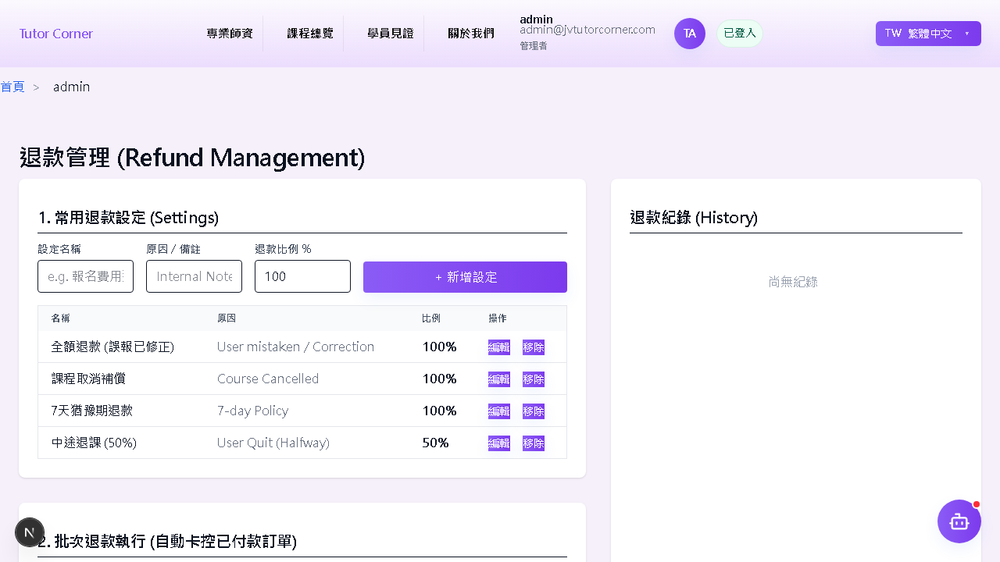 Tutor Corner
專業師資
課程總覽
學員見證
關於我們
admin
admin@jvtutorcorner.com
管理者
TA
已登入
TW 繁體中文
首頁 > admin
退款管理 (Refund Management)
1. 常用退款設定 (Settings)
設定名稱 原因 / 備註 退款比例 %
e.g. 報名費用 Internal Note 100 + 新增設定
名稱 原因 比例 操作
全額退款 (誤報已修正) User mistaken / Correction 100% 編輯 移除
課程取消補償 Course Cancelled 100% 編輯 移除
7天猶豫期退款 7-day Policy 100% 編輯 移除
中途退課 (50%) User Quit (Halfway) 50% 編輯 移除
退款紀錄 (History)
尚無紀錄
2. 批次退款執行 (自動卡控已付款訂單)
N